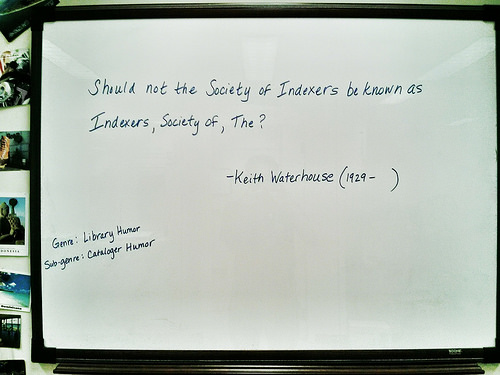 Should not the Society of Indexers be known as
Indexers, Society of, The?
-Keith Waterhouse (1929- )
Genre: Library Humor
Sub-genre: Cataloger Humor